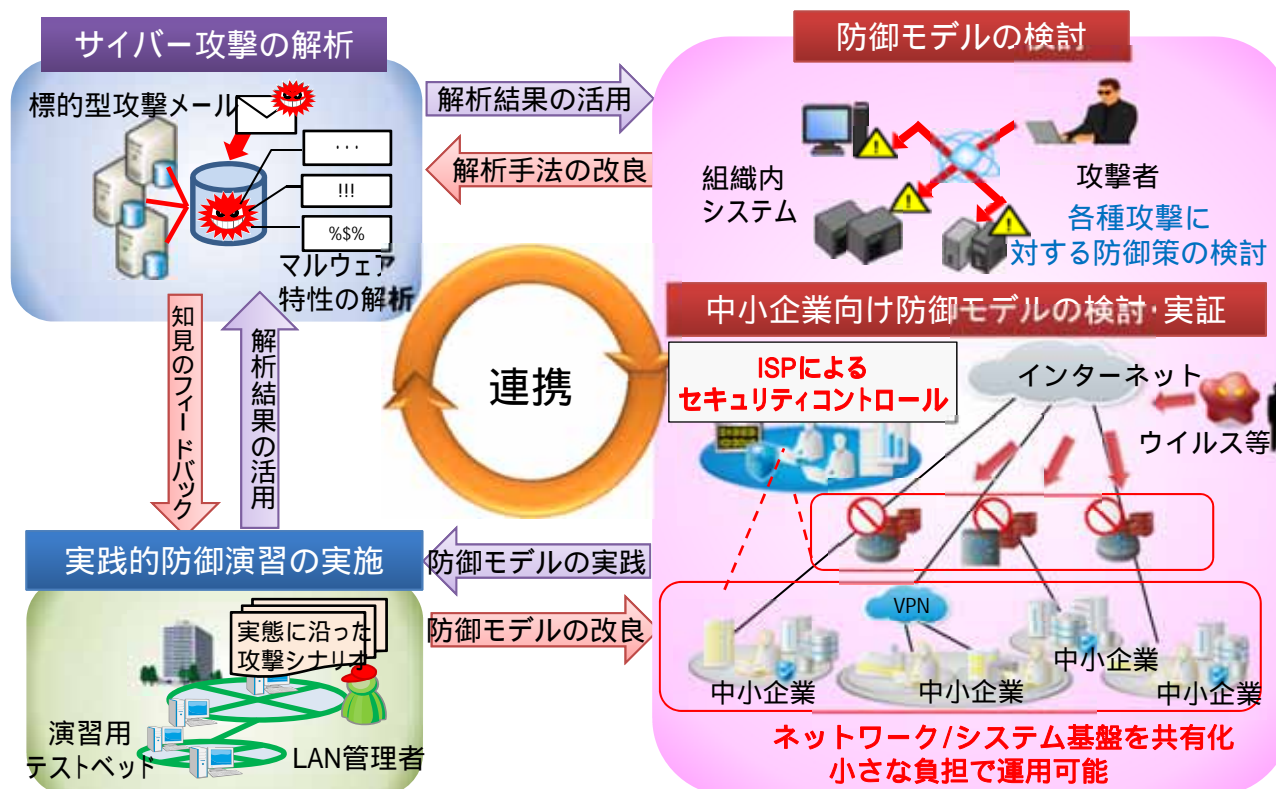 サイバー攻撃の解析
標的型攻撃メール
･･･
!!!
%$%
マルウェア
特性の解析
解析結果の活用
解析手法の改良
防御モデルの検討
組織内
システム
攻撃者
各種攻撃に
対する防御策の検討
知見のフィードバック
解析結果の活用
連携
中小企業向け防御モデルの検討･実証
ISPによる
セキュリティコントロール
インターネット
ウイルス等
VPN
中小企業
中小企業
中小企業
中小企業
ネットワーク/システム基盤を共有化
小さな負担で運用可能
実践的防御演習の実施
防御モデルの実践
防御モデルの改良
実態に沿った
攻撃シナリオ
演習用
テストベッド
LAN管理者